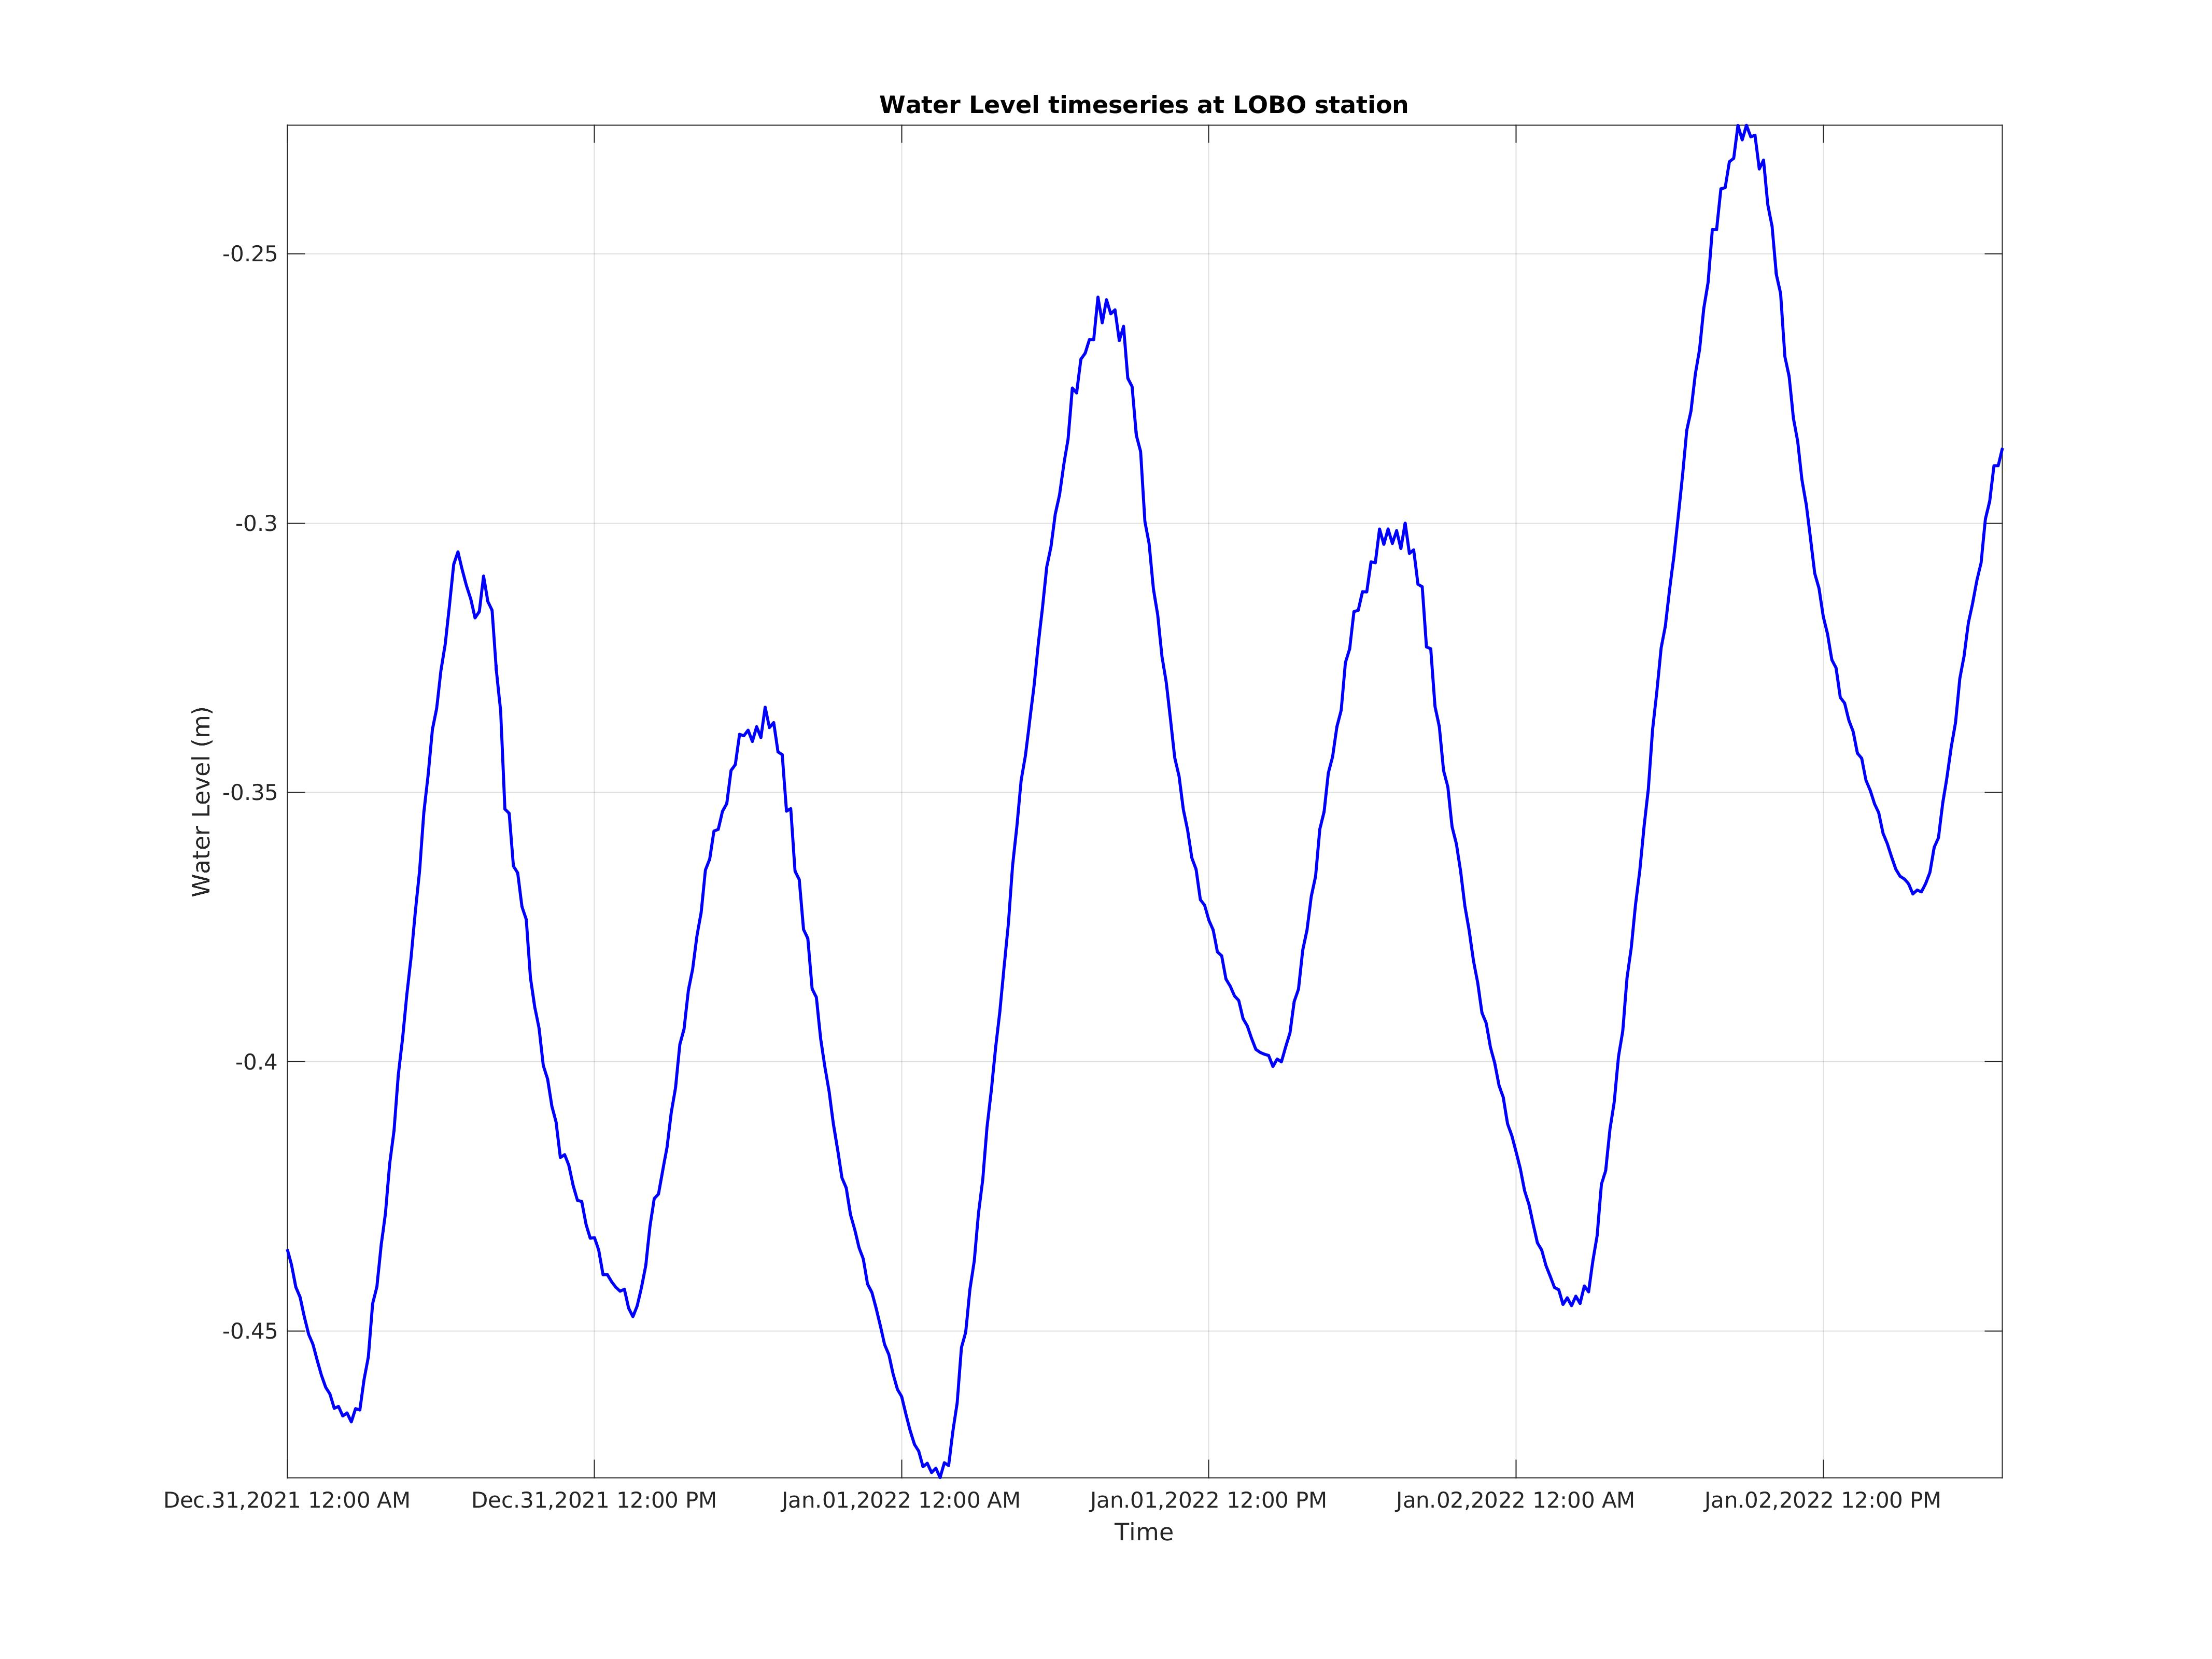 Water Level timeseries at LOBO station
-0.25
-0.3
-0.35
-0.4
-0.45
Water Level (m)
Dec.31,2021 12:00 AM
Dec.31,2021 12:00 PM
Jan.01,2022 12:00 AM
Jan.01,2022 12:00 PM
Jan.02,2022 12:00 AM
Jan.02,2022 12:00 PM
Time